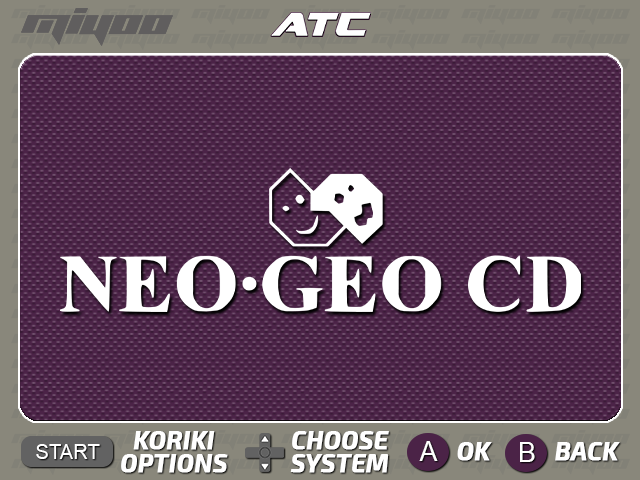 miyoo
ATC
NEO•GEO CD
START
KORIKI
OPTIONS
CHOOSE
SYSTEM
A
OK
B
BACK